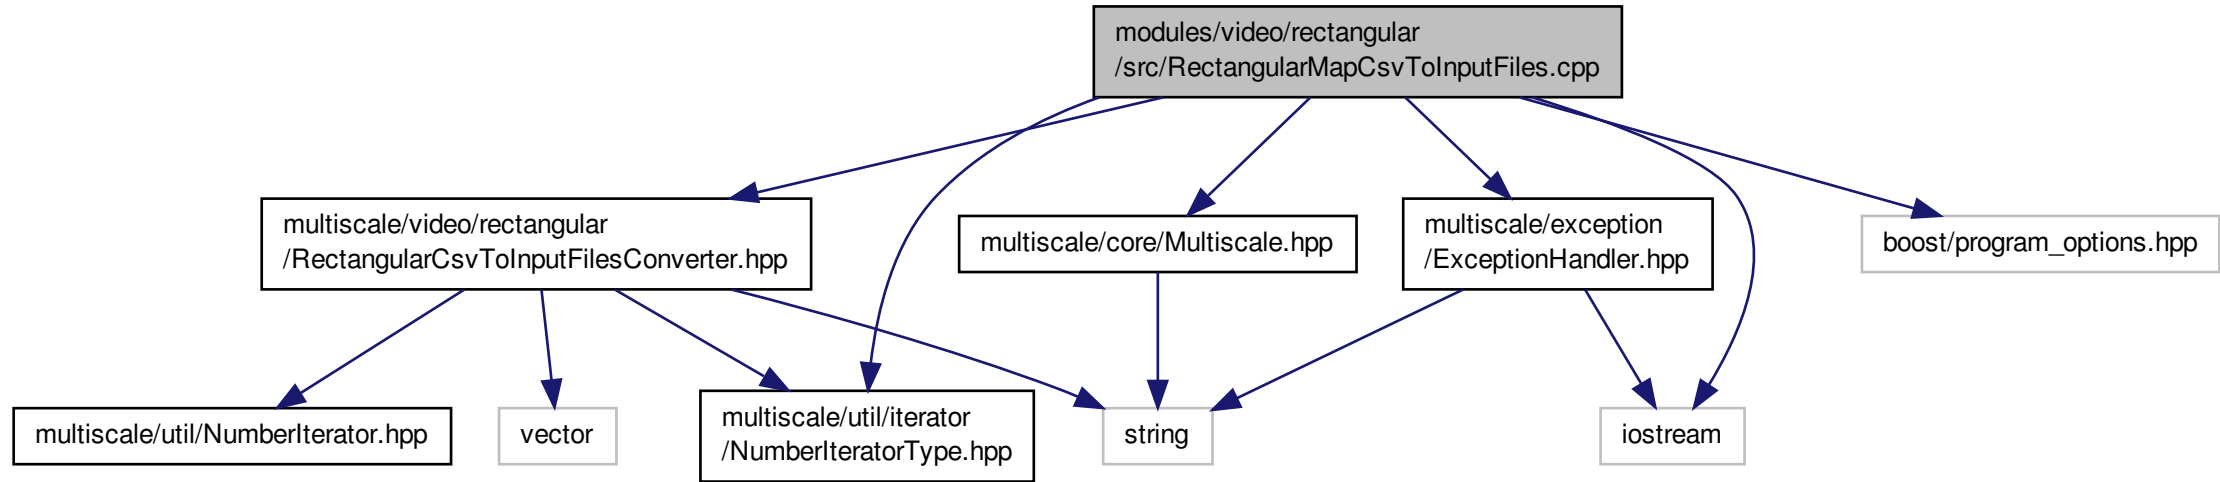 modules/video/rectangular
/src/RectangularMapCsvToInputFiles.cpp
multiscale/video/rectangular
/RectangularCsvToInputFilesConverter.hpp
multiscale/core/Multiscale.hpp
multiscale/exception
/ExceptionHandler.hpp
boost/program_options.hpp
multiscale/util/NumberIterator.hpp
vector
multiscale/util/iterator
/NumberIteratorType.hpp
string
iostream